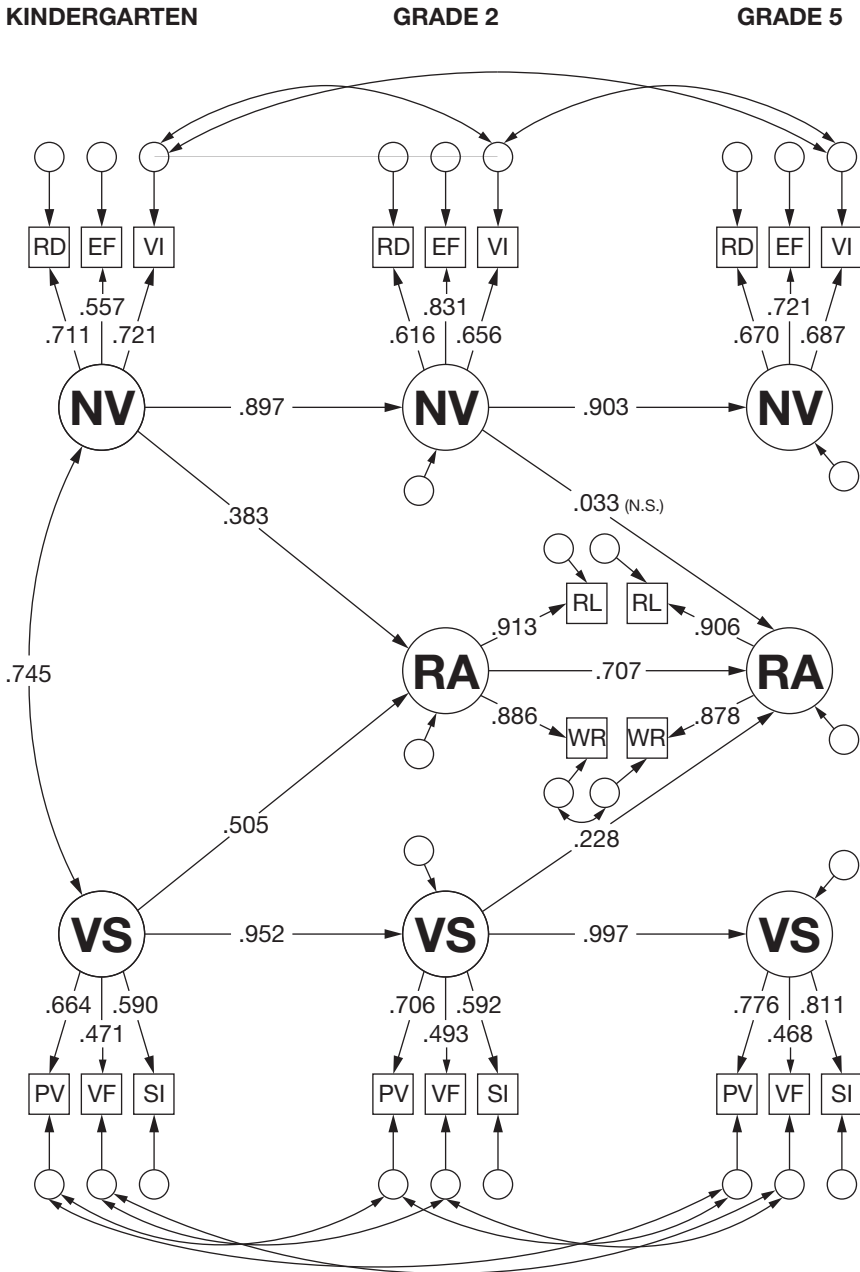 KINDERGARTEN GRADE 2 GRADE 5
RD EF VI RD EF VI RD EF VI
.557 .831 .721
.711 .721 .616 .656 .670 .687
NV .897 NV .903 NV
.383 .033 (N.S.)
RL RL
.913 .906
.745 RA .707 RA
.886 .878
WR WR
.505 .228
VS .952 VS .997 VS
.664 .590 .706 .592 .776 .811
.471 .493 .468
PV VF SI PV VF SI PV VF SI